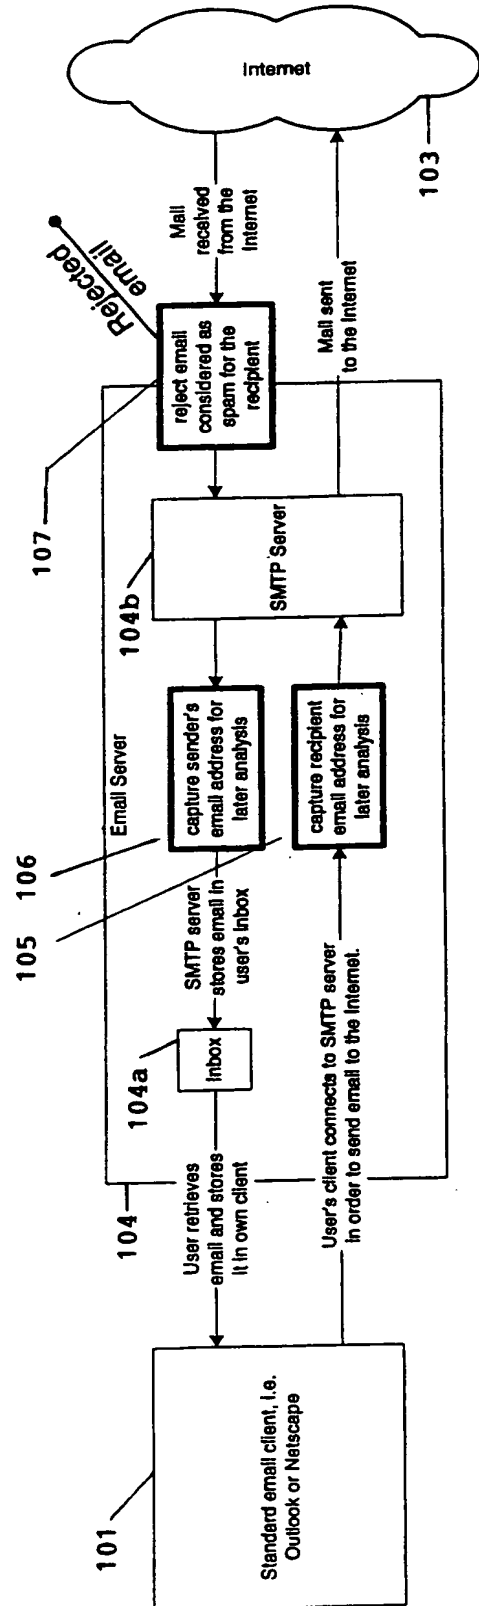 Internet
103
Mail
received
from the
Internet
Mail sent
to the Internet
Rejected
email
reject email
considered as
spam for the
recipient
107
104b
SMTP Server
Email Server
capture sender's
email address for
later analysis
capture recipient
email address for
later analysis
106
105
SMTP server
stores email in
user's Inbox
104a
Inbox
104
User retrieves
email and stores
it in own client
User's client connects to SMTP server
in order to send email to the Internet.
101
Standard email client, i.e.
Outlook or Netscape